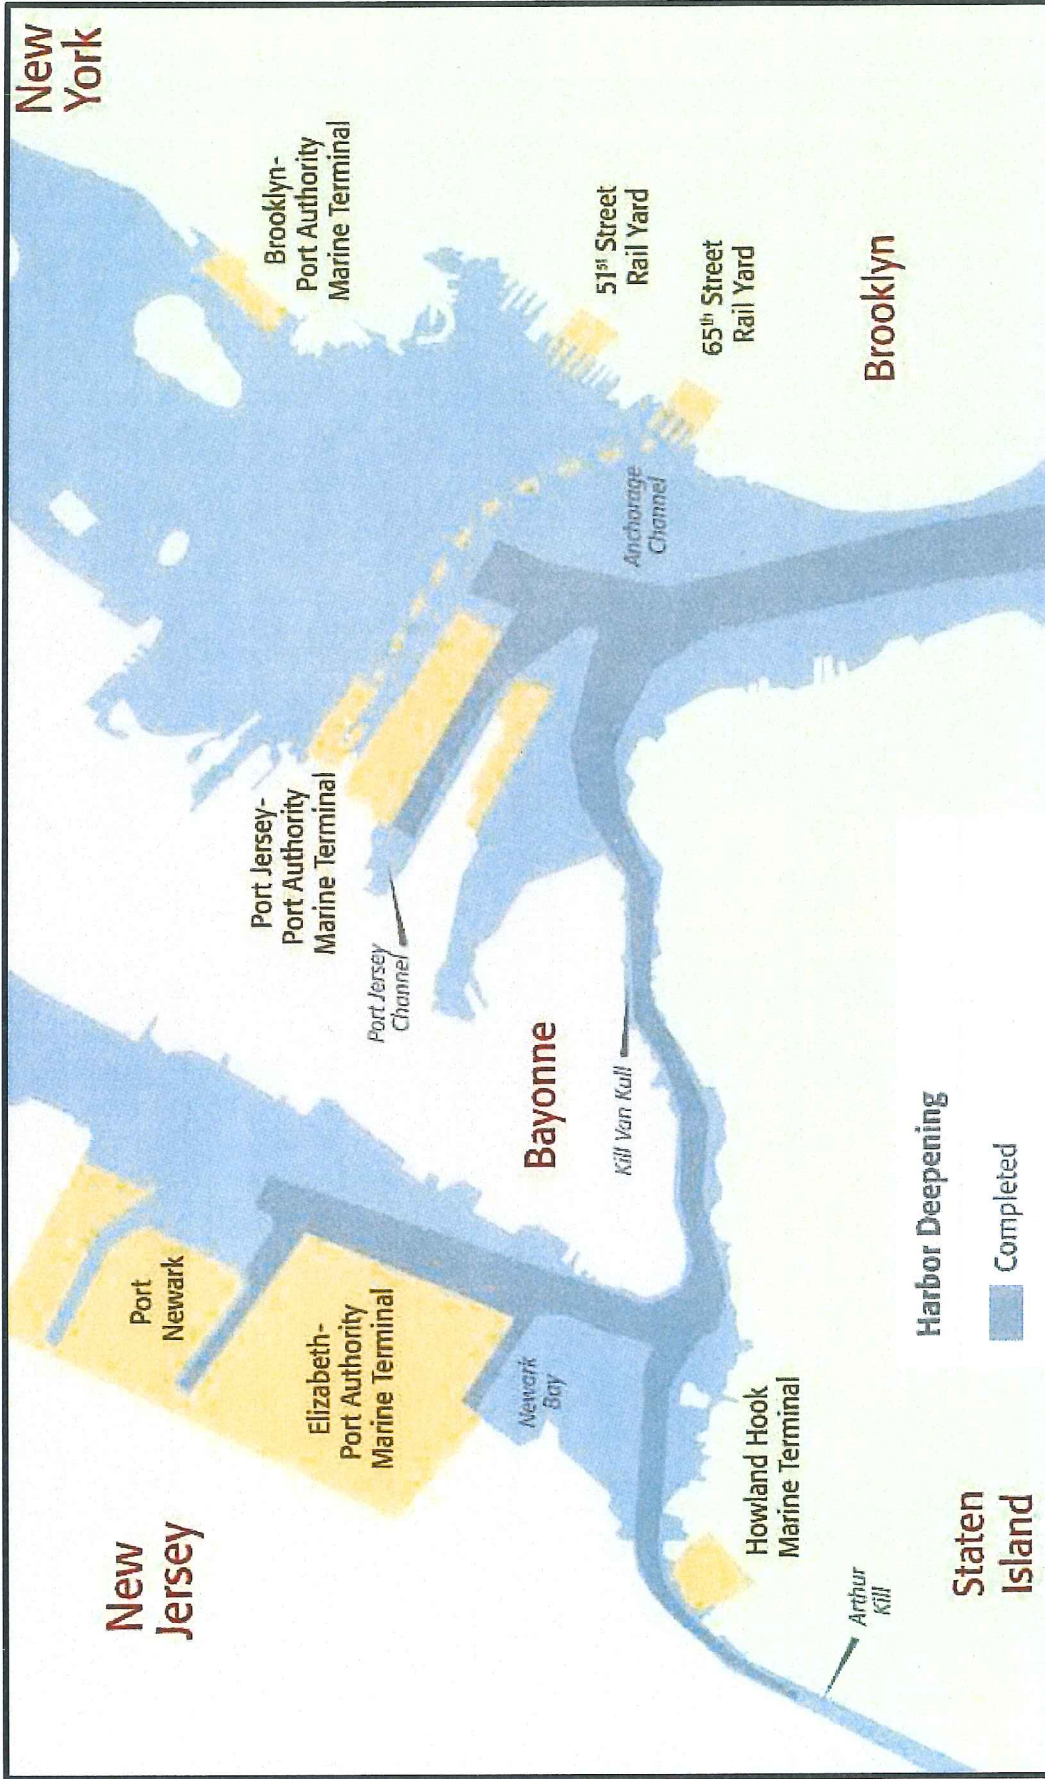 New
Jersey
New
York
Port
Newark
Elizabeth-
Port Authority
Marine Terminal
Newark
Bay
Port Jersey-
Port Authority
Marine Terminal
Port Jersey
Channel
Bayonne
Kill Van Kull
Brooklyn-
Port Authority
Marine Terminal
51st Street
Rail Yard
65th Street
Rail Yard
Anchorage
Channel
Brooklyn
Howland Hook
Marine Terminal
Arthur
Kill
Staten
Island
Harbor Deepening
Completed